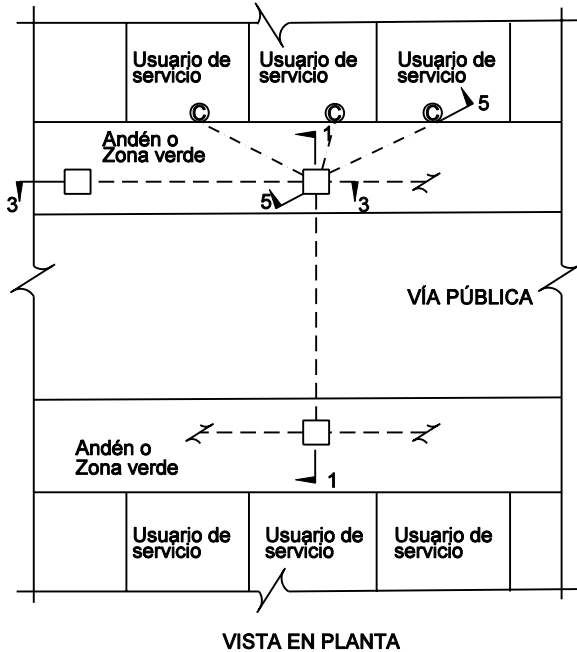 Usuario de
servicio
Usuario de
servicio
Usuario de
servicio
C
C
C
5
1
Andén o
Zona verde
3
5
3
VÍA PÚBLICA
Andén o
Zona verde
1
Usuario de
servicio
Usuario de
servicio
Usuario de
servicio
VISTA EN PLANTA